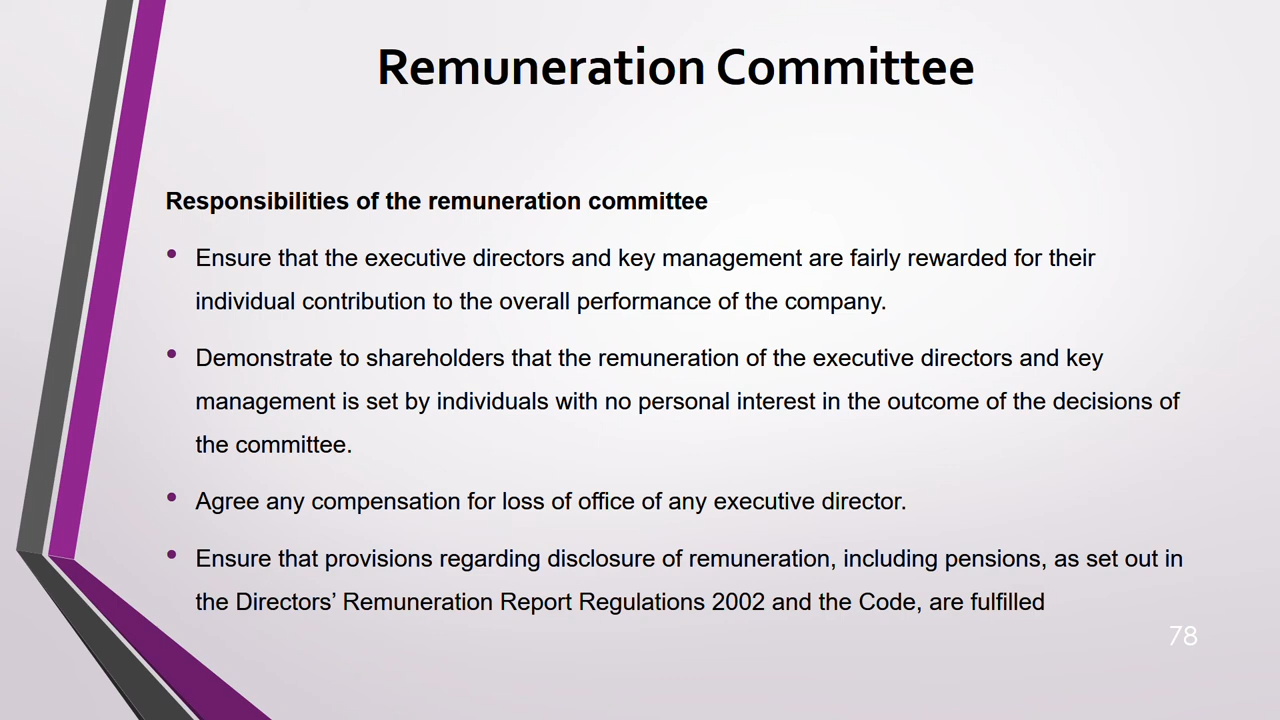 Remuneration Committee
Responsibilities of the remuneration committee
• Ensure that the executive directors and key management are fairly rewarded for their
individual contribution to the overall performance of the company.
• Demonstrate to shareholders that the remuneration of the executive directors and key
management is set by individuals with no personal interest in the outcome of the decisions of
the committee.
• Agree any compensation for loss of office of any executive director.
• Ensure that provisions regarding disclosure of remuneration, including pensions, as set out in
the Directors’ Remuneration Report Regulations 2002 and the Code, are fulfilled
78